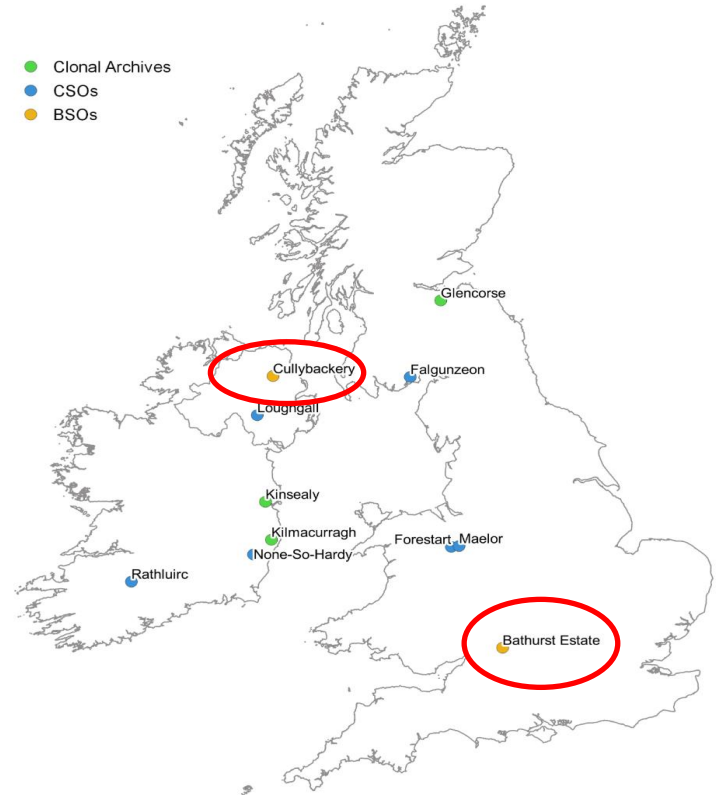 Clonal Archives
CSOs
BSOs
Glencorse
Cullybackery
Falgunzeon
Loughgall
Kinsealy
Kilmacurragh
Forestart
Maelor
None-So-Hardy
Rathluirc
Bathurst Estate